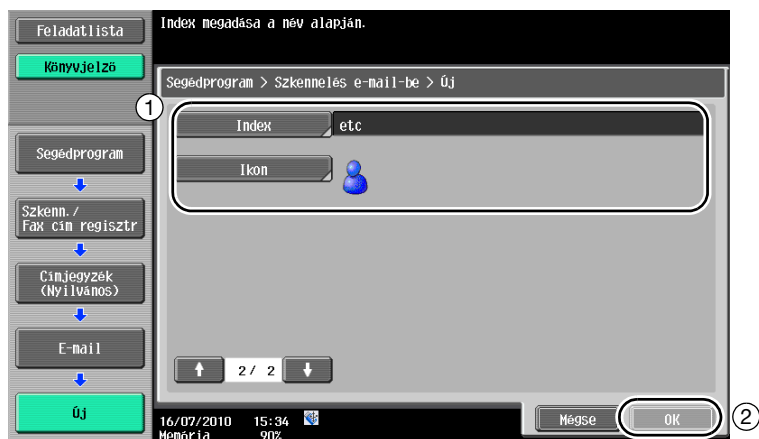 Feladatlista
Könyvjelző
Index megadása a név alapján.
Segédprogram > Szkennelés e-mail-be > Új
1
Index
etc
Ikon
Segédprogram
Szkenn./
Fax cím regisztr
Címjegyzék
(Nyilvános)
E-mail
Új
2/ 2
16/07/2010 15:34
Memória 90%
Mégse
OK
2